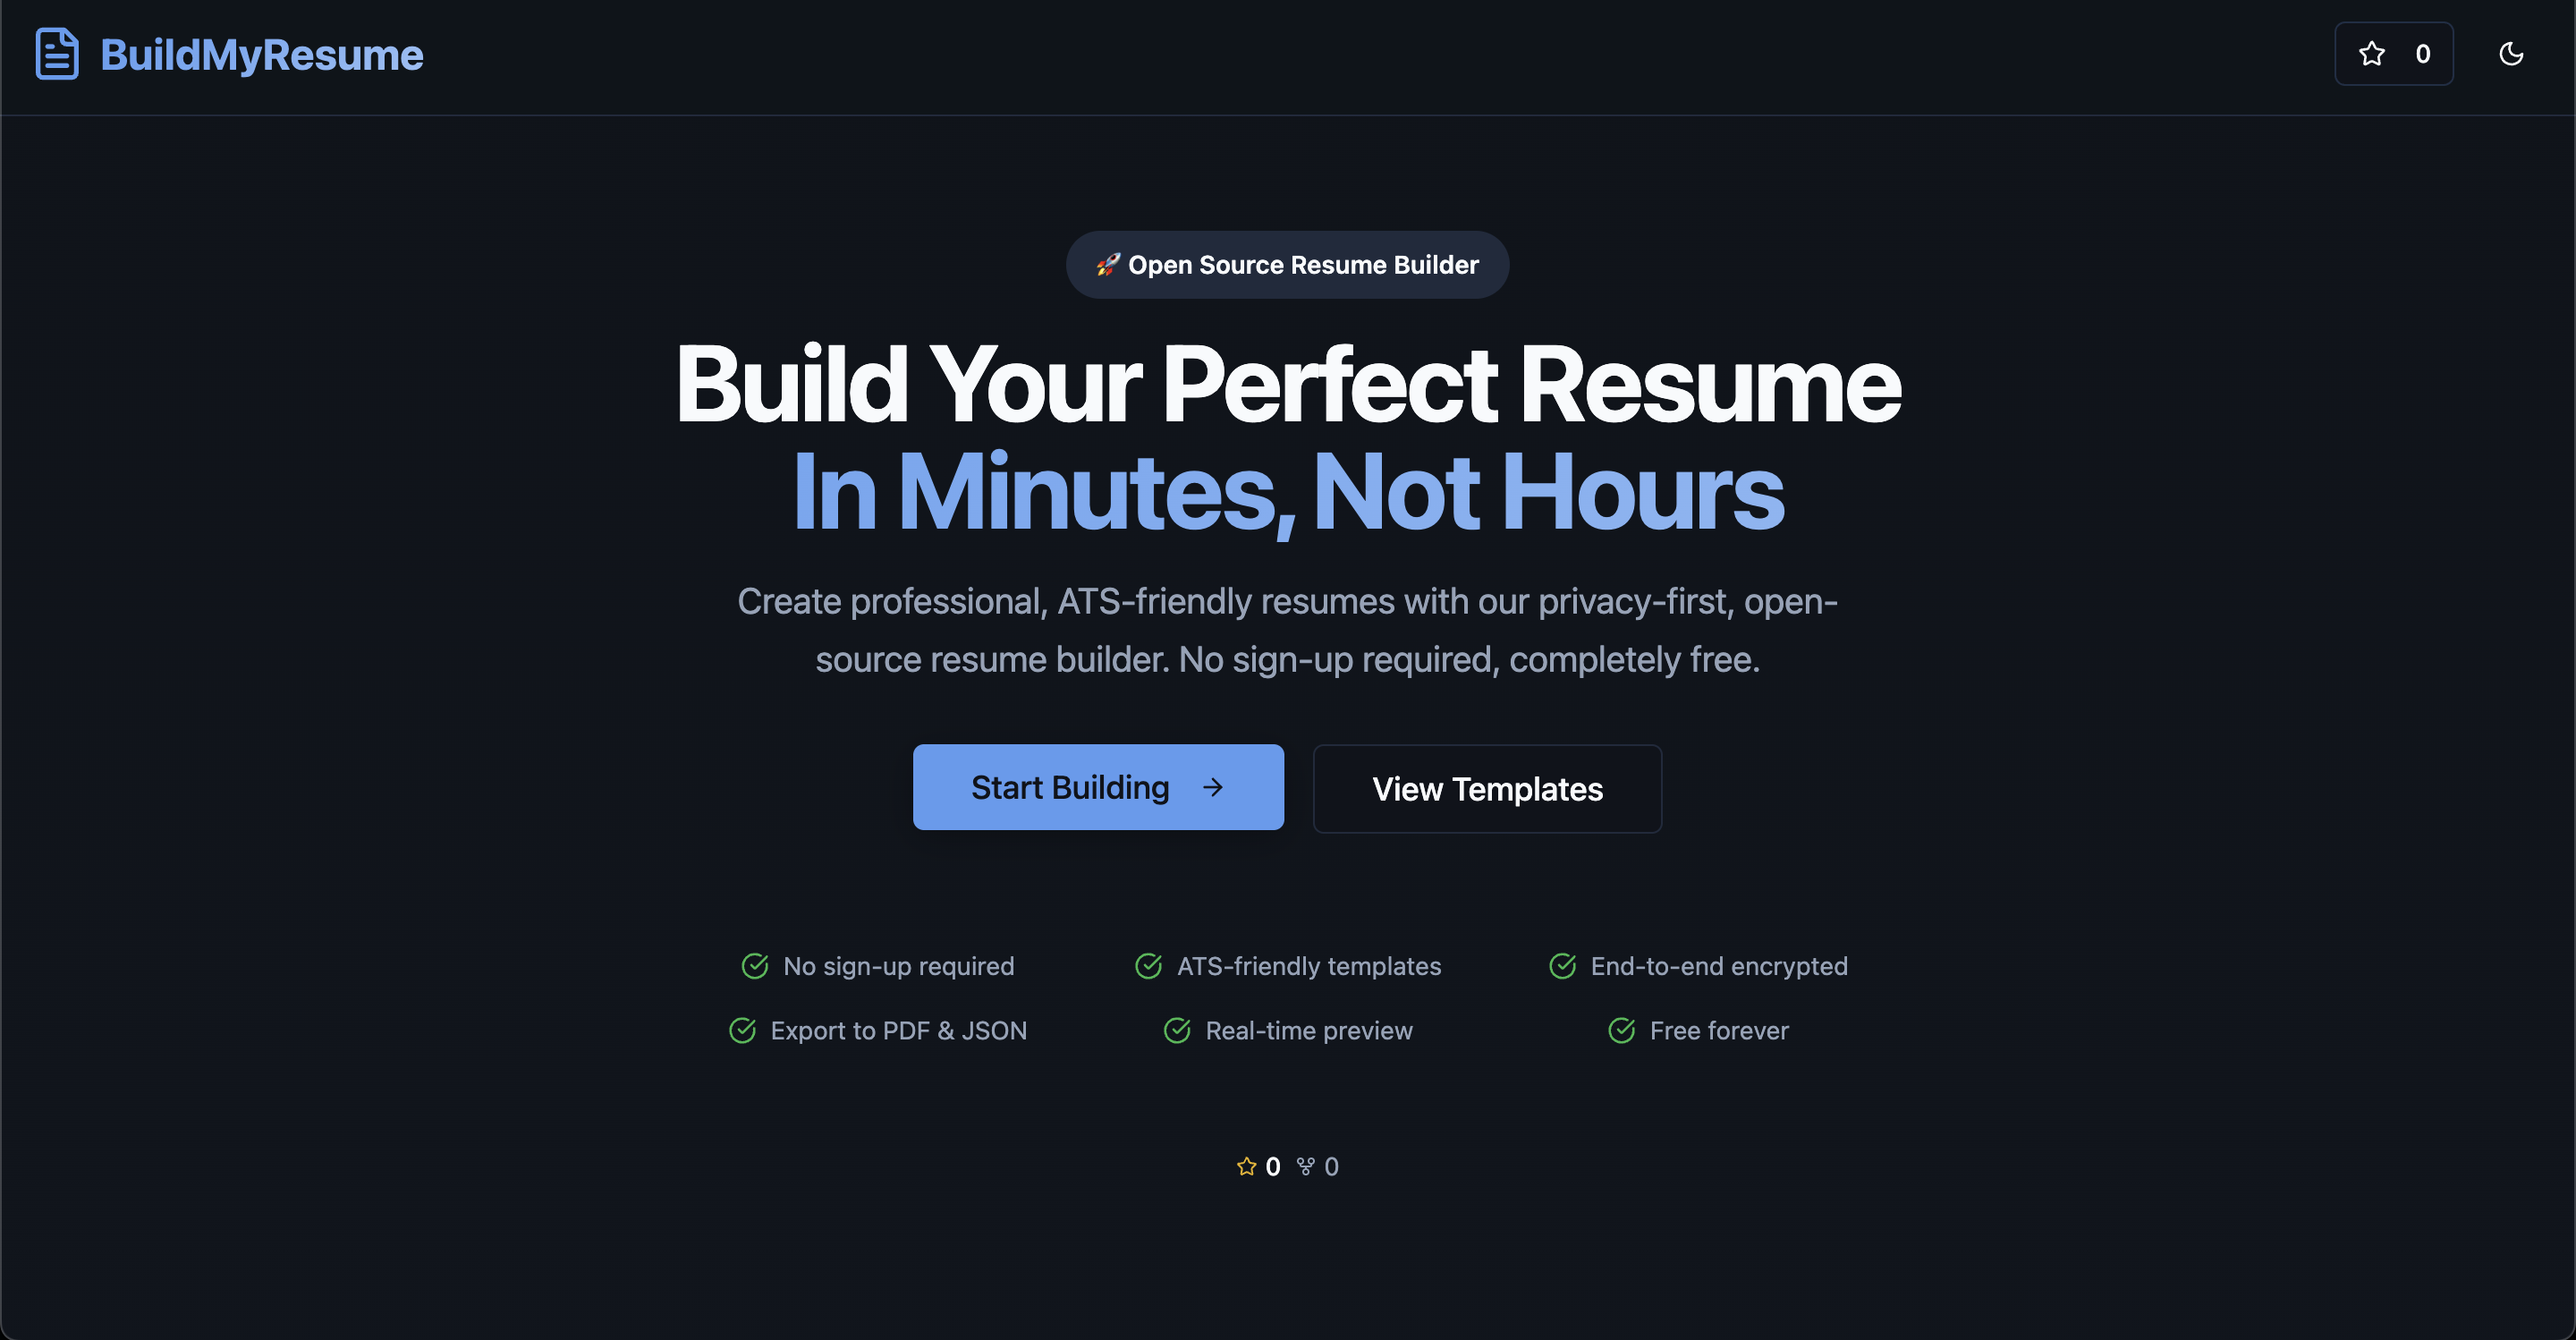 BuildMyResume
0
🚀 Open Source Resume Builder
Build Your Perfect Resume
In Minutes, Not Hours
Create professional, ATS-friendly resumes with our privacy-first, open-
source resume builder. No sign-up required, completely free.
Start Building →
View Templates
No sign-up required
ATS-friendly templates
End-to-end encrypted
Export to PDF & JSON
Real-time preview
Free forever
0 0